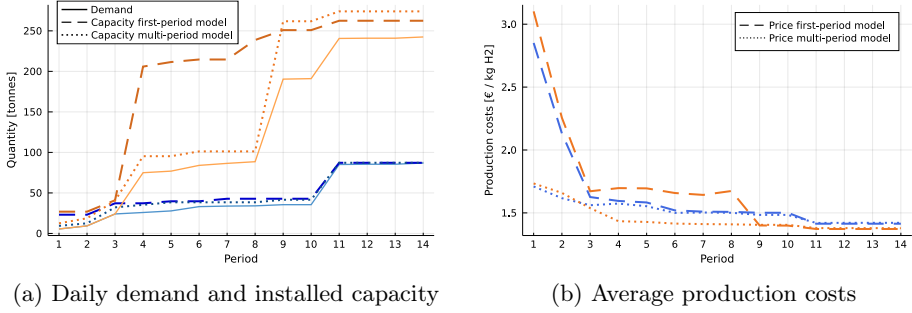 Demand
Capacity first-period model
Capacity multi-period model
Quantity [tonnes]
250
200
150
100
50
0
1 2 3 4 5 6 7 8 9 10 11 12 13 14
Period
(a) Daily demand and installed capacity
Price first-period model
Price multi-period model
Production costs [€ / kg H2]
3.0
2.5
2.0
1.5
1 2 3 4 5 6 7 8 9 10 11 12 13 14
Period
(b) Average production costs